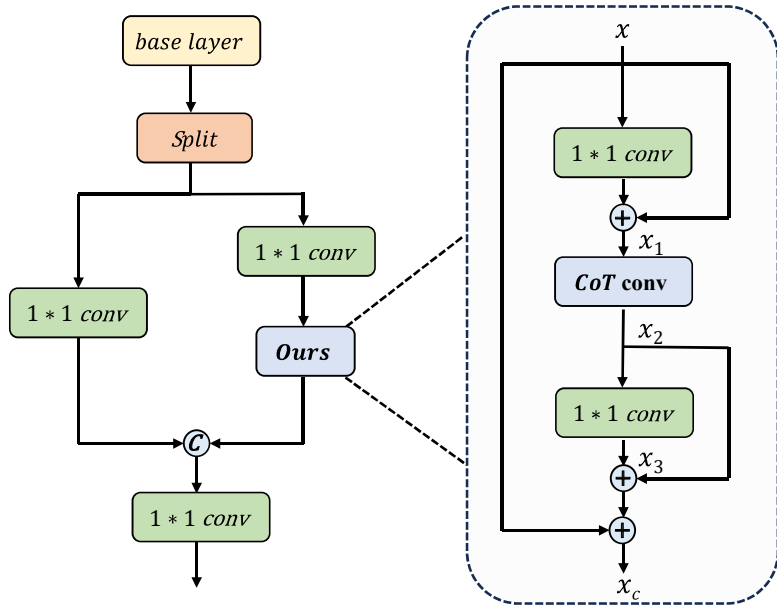 base layer
Split
1 ∗ 1 conv
1 ∗ 1 conv
Ours
C
1 ∗ 1 conv
x
1 ∗ 1 conv
+
x₁
CoT conv
x₂
1 ∗ 1 conv
x₃
+
+
x_c